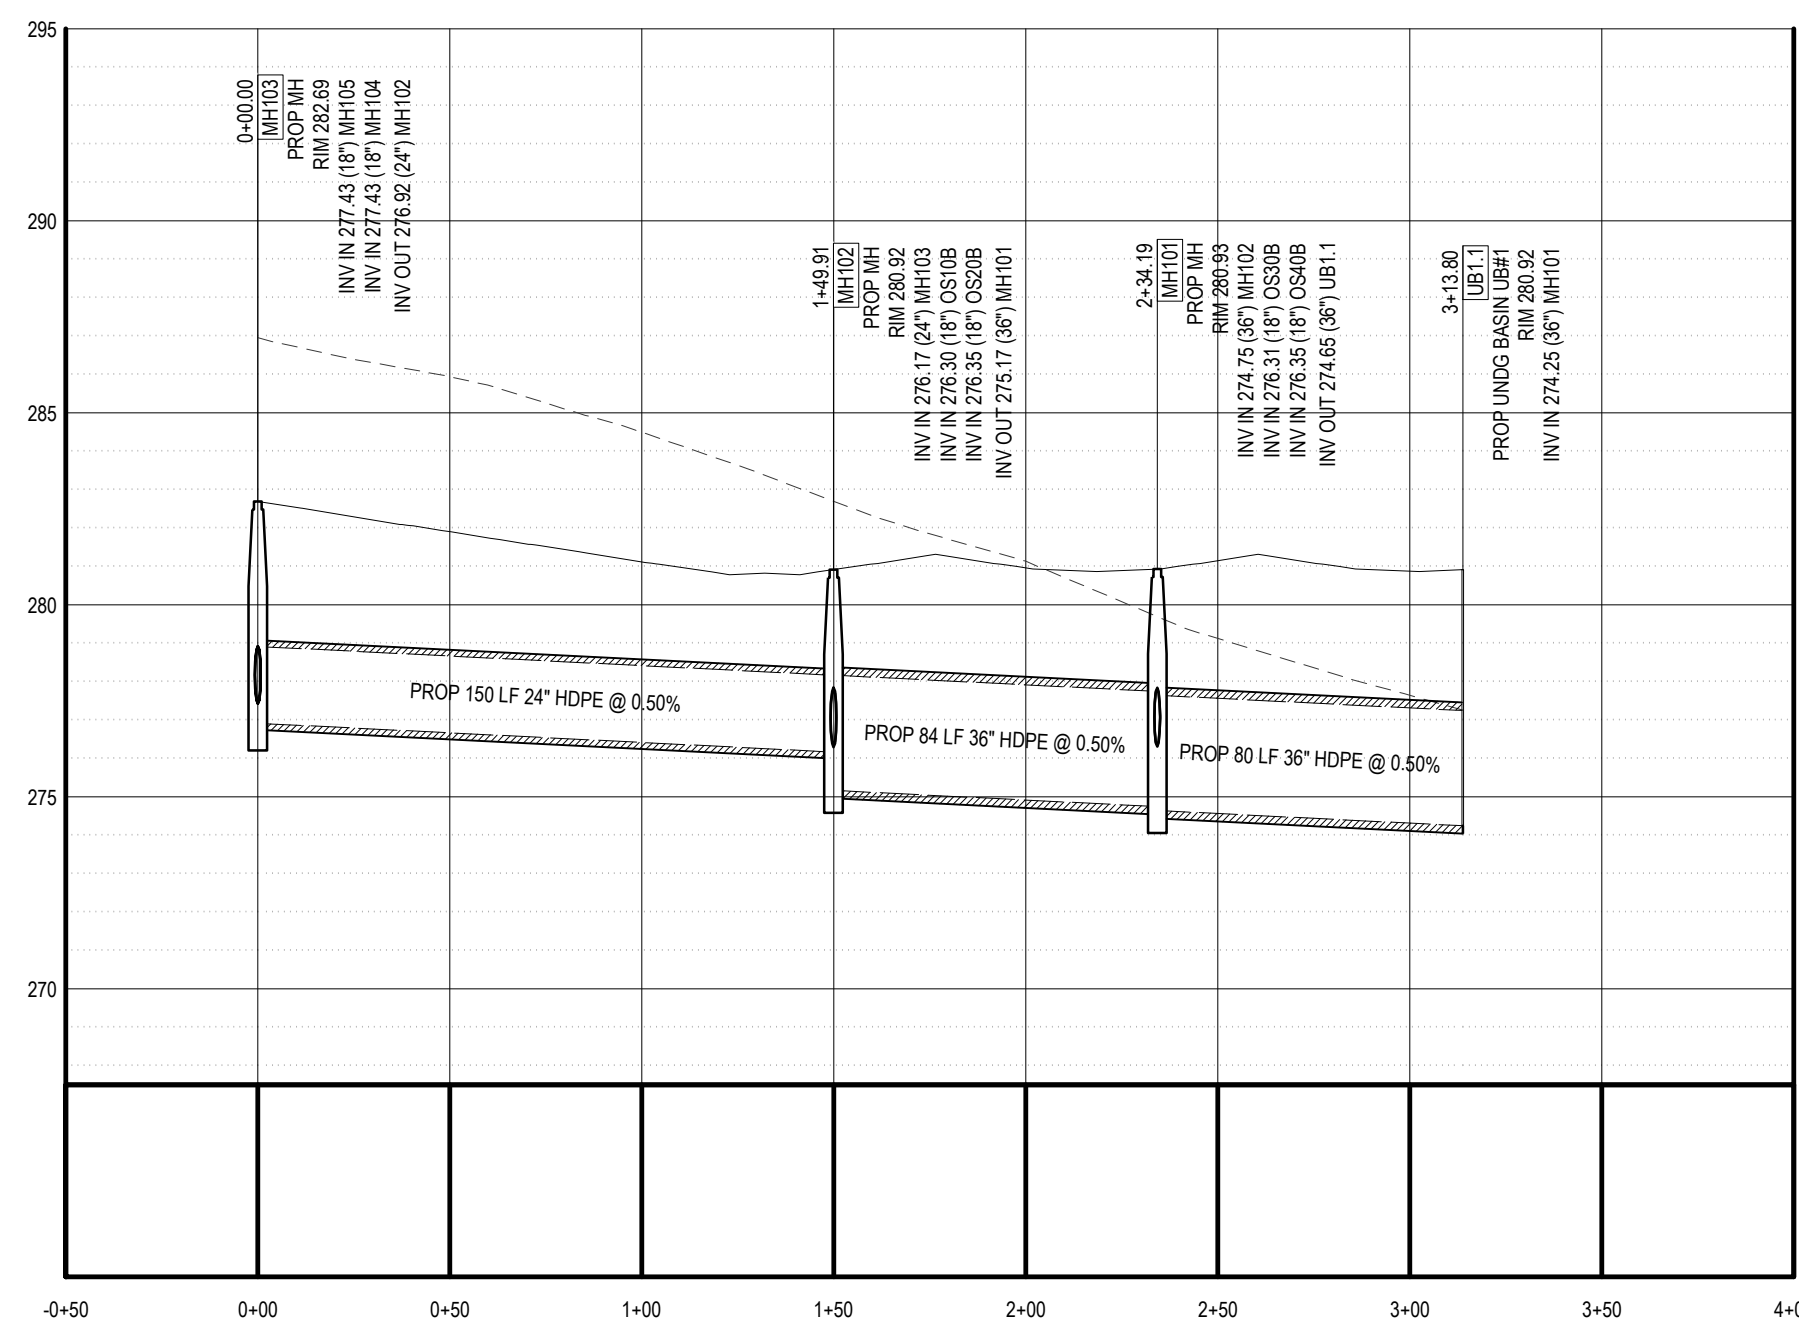 295
290
285
280
275
270
0+00.00
MH103
PROP MH
RIM 282.69
INV IN 277.43 (18") MH105
INV IN 277.43 (18") MH104
INV OUT 276.92 (24") MH102
1+49.91
MH102
PROP MH
RIM 280.92
INV IN 276.17 (24") MH103
INV IN 276.30 (18") OS10B
INV IN 276.35 (18") OS20B
INV OUT 275.17 (36") MH101
2+34.19
MH101
PROP MH
RIM 280.93
INV IN 274.75 (36") MH102
INV IN 276.31 (18") OS30B
INV IN 276.35 (18") OS40B
INV OUT 274.65 (36") UB1.1
3+13.80
UB1.1
PROP UNDG BASIN UB#1
RIM 280.92
INV IN 274.25 (36") MH101
PROP 150 LF 24" HDPE @ 0.50%
PROP 84 LF 36" HDPE @ 0.50%
PROP 80 LF 36" HDPE @ 0.50%
-0+50 0+00 0+50 1+00 1+50 2+00 2+50 3+00 3+50